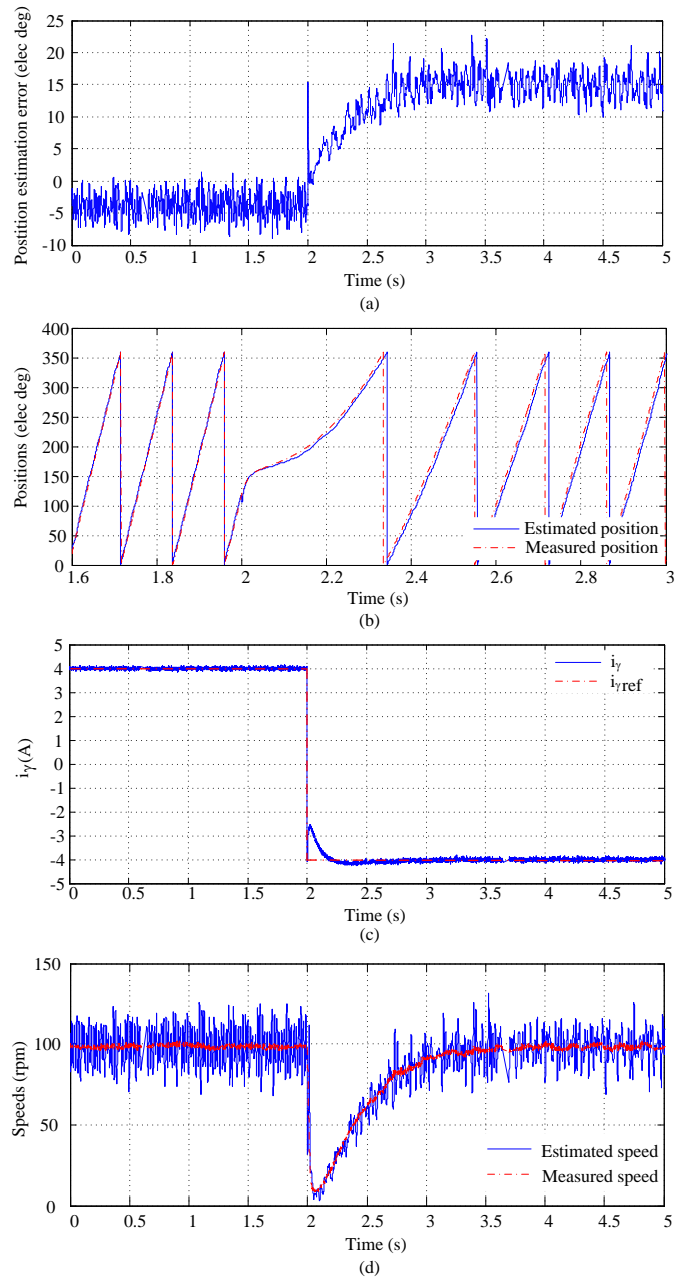 Postition estimation error (elec deg)
25
20
15
10
5
0
-5
-10
0 0.5 1 1.5 2 2.5 3 3.5 4 4.5 5
Time (s)
(a)
Positions (elec deg)
400
350
300
250
200
150
100
50
0
Estimated position
Measured position
1.6 1.8 2 2.2 2.4 2.6 2.8 3
Time (s)
(b)
iγ(A)
5
4
3
2
1
0
-1
-2
-3
-4
-5
iγ
iγref
0 0.5 1 1.5 2 2.5 3 3.5 4 4.5 5
Time (s)
(c)
Speeds (rpm)
150
100
50
0
Estimated speed
Measured speed
0 0.5 1 1.5 2 2.5 3 3.5 4 4.5 5
Time (s)
(d)